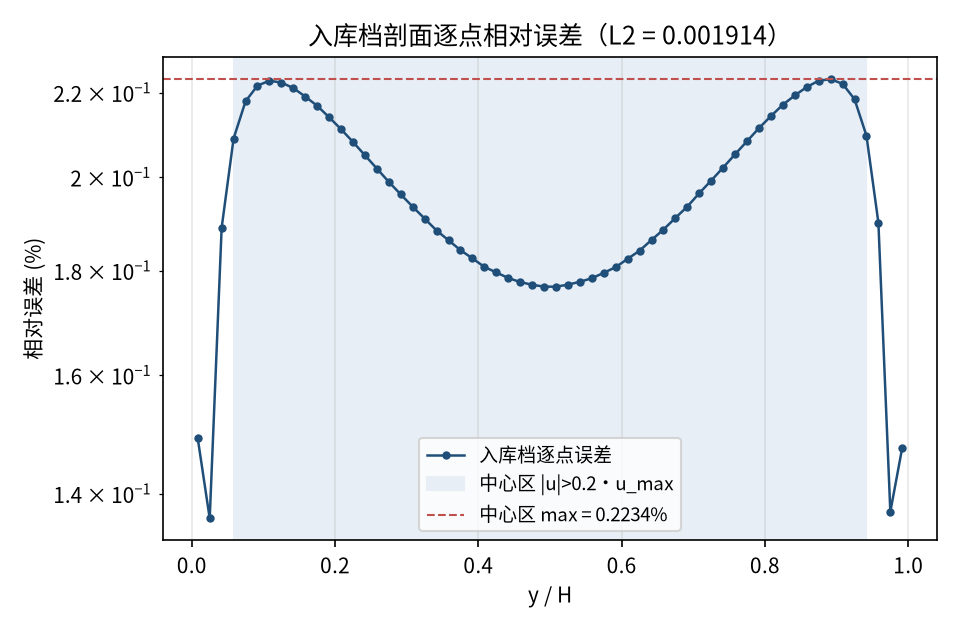 入库档剖面逐点相对误差（L2 = 0.001914）
相对误差 (%)
2.2 × 10⁻¹
2 × 10⁻¹
1.8 × 10⁻¹
1.6 × 10⁻¹
1.4 × 10⁻¹
入库档逐点误差
中心区 |u|>0.2・u_max
中心区 max = 0.2234%
0.0 0.2 0.4 0.6 0.8 1.0
y / H